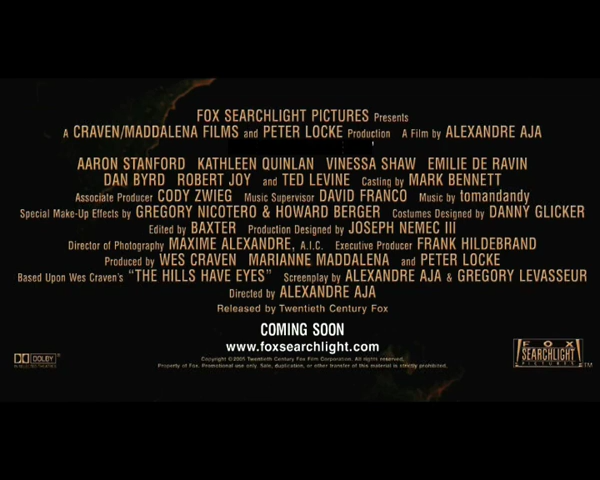 FOX SEARCHLIGHT PICTURES Presents
A CRAVEN/MADDALENA FILMS and PETER LOCKE Production A Film by ALEXANDRE AJA
AARON STANFORD KATHLEEN QUINLAN VINESSA SHAW EMILIE DE RAVIN
DAN BYRD ROBERT JOY and TED LEVINE Casting by MARK BENNETT
Associate Producer CODY ZWIEG Music Supervisor DAVID FRANCO Music by tomandandy
Special Make-Up Effects by GREGORY NICOTERO & HOWARD BERGER Costumes Designed by DANNY GLICKER
Edited by BAXTER Production Designed by JOSEPH NEMEC III
Director of Photography MAXIME ALEXANDRE, A.I.C. Executive Producer FRANK HILDEBRAND
Produced by WES CRAVEN MARIANNE MADDALENA and PETER LOCKE
Based Upon Wes Craven's "THE HILLS HAVE EYES" Screenplay by ALEXANDRE AJA & GREGORY LEVASSEUR
Directed by ALEXANDRE AJA
Released by Twentieth Century Fox
COMING SOON
www.foxsearchlight.com
Copyright ©2005 Twentieth Century Fox Film Corporation. All rights reserved.
Property of Fox. Promotional use only. Sale, duplication, or other transfer of this material is strictly prohibited.
DOLBY®
IN SELECTED THEATRES
FOX
SEARCHLIGHT
PICTURES™